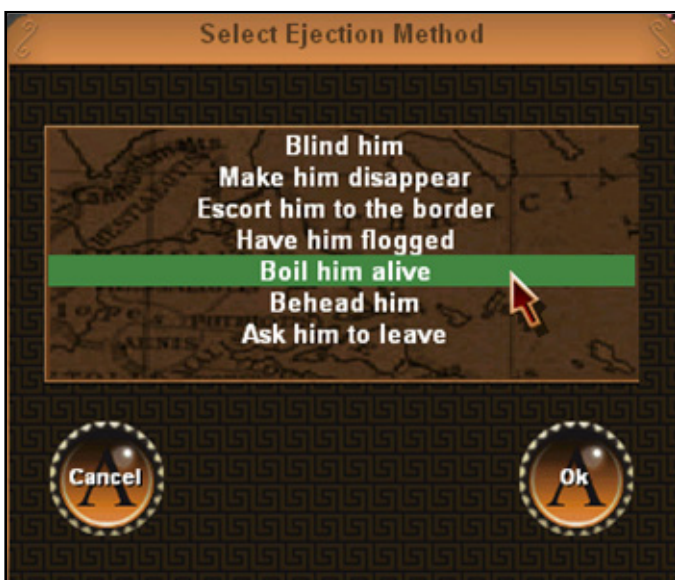 Select Ejection Method
Blind him
Make him disappear
Escort him to the border
Have him flogged
Boil him alive
Behead him
Ask him to leave
Cancel
Ok